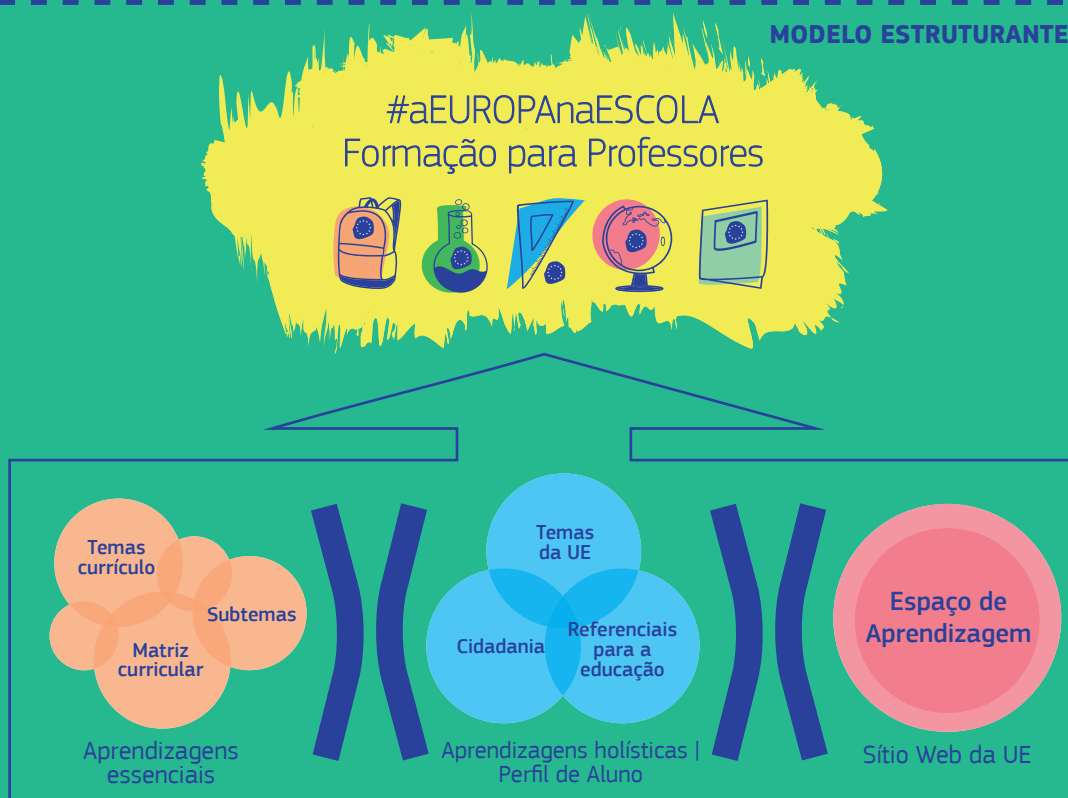 MODELO ESTRUTURANTE
#aEUROPAnaESCOLA
Formação para Professores
Temas
currículo
Subtemas
Matriz
curricular
Aprendizagens
essenciais
Temas
da UE
Cidadania
Referenciais
para a
educação
Aprendizagens holísticas |
Perfil de Aluno
Espaço de
Aprendizagem
Sítio Web da UE